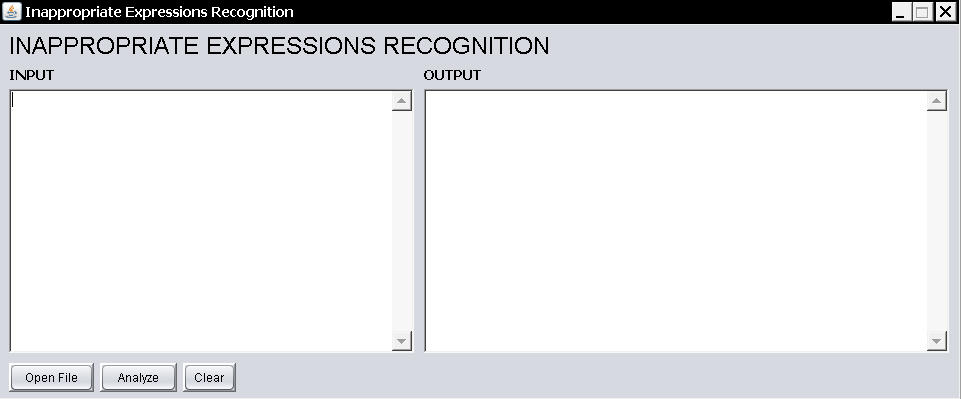 Inappropriate Expressions Recognition
INAPPROPRIATE EXPRESSIONS RECOGNITION
INPUT OUTPUT
Open File Analyze Clear